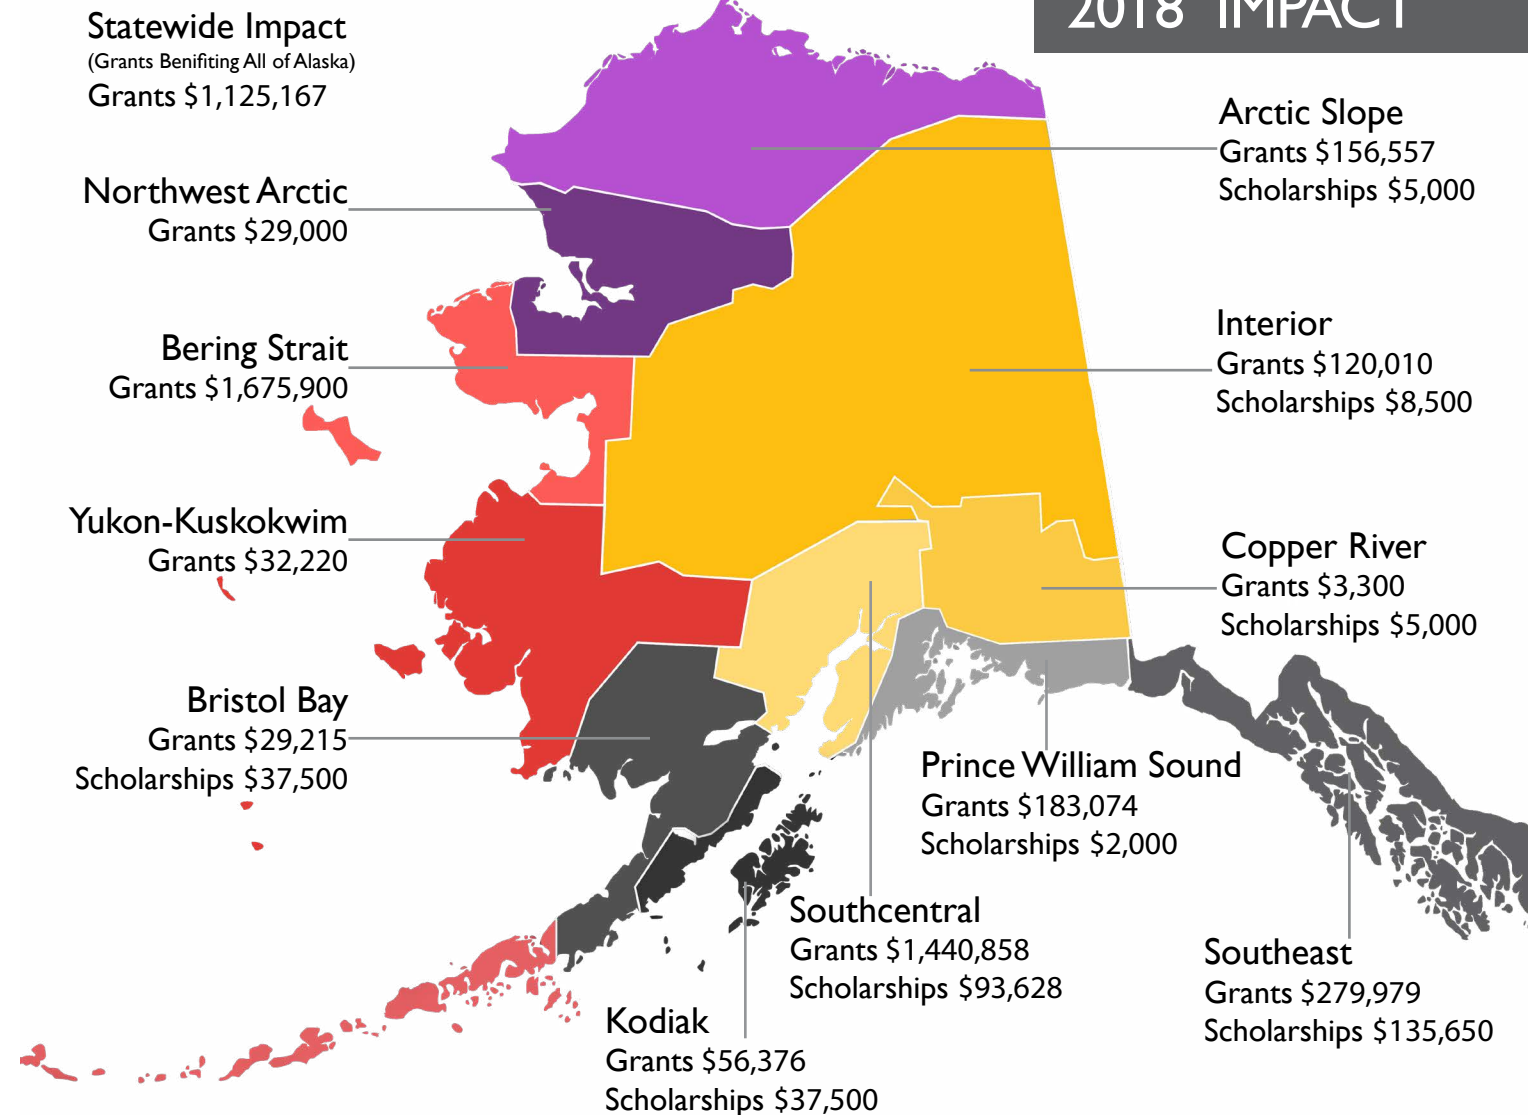 2018 IMPACT
Statewide Impact
(Grants Benifiting All of Alaska)
Grants $1,125,167
Northwest Arctic
Grants $29,000
Bering Strait
Grants $1,675,900
Yukon-Kuskokwim
Grants $32,220
Bristol Bay
Grants $29,215
Scholarships $37,500
Arctic Slope
Grants $156,557
Scholarships $5,000
Interior
Grants $120,010
Scholarships $8,500
Copper River
Grants $3,300
Scholarships $5,000
Prince William Sound
Grants $183,074
Scholarships $2,000
Southcentral
Grants $1,440,858
Scholarships $93,628
Southeast
Grants $279,979
Scholarships $135,650
Kodiak
Grants $56,376
Scholarships $37,500